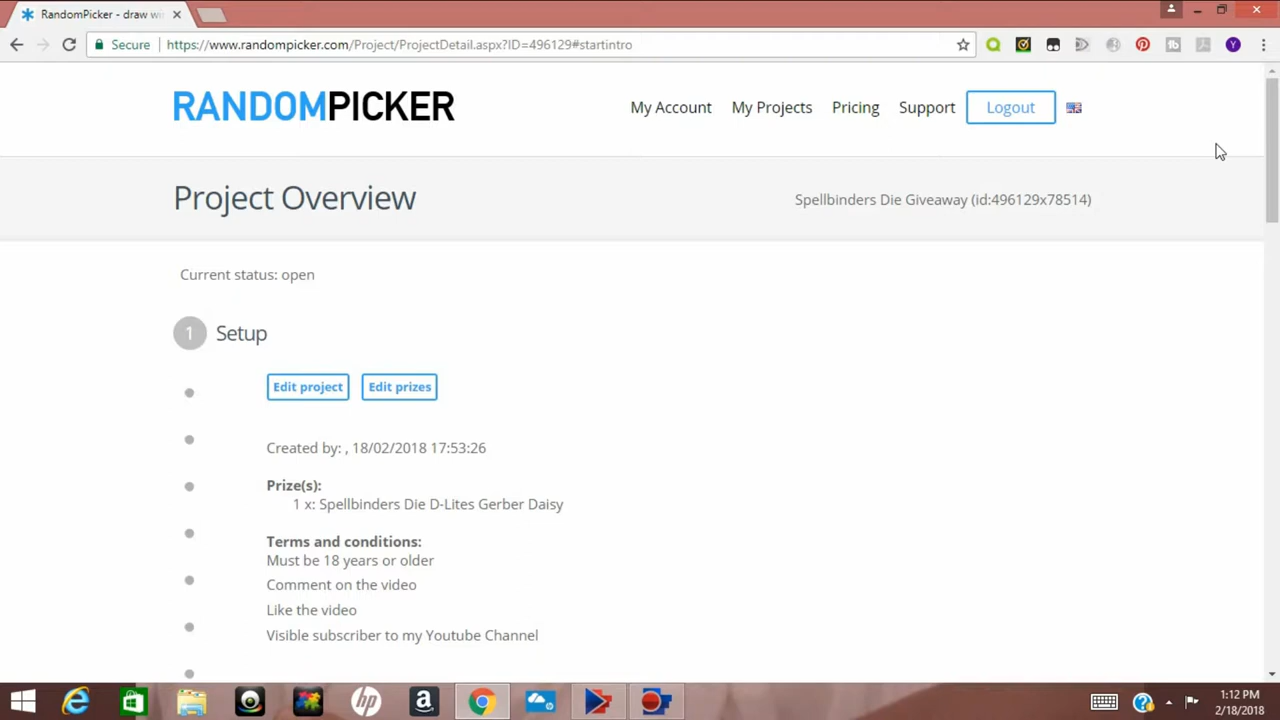 RandomPicker - draw wi
Secure https://www.randompicker.com/Project/ProjectDetail.aspx?ID=496129#startintro
RANDOMPICKER
My Account My Projects Pricing Support Logout
Project Overview
Spellbinders Die Giveaway (id:496129x78514)
Current status: open
1 Setup
Edit project Edit prizes
Created by: , 18/02/2018 17:53:26
Prize(s):
1 x: Spellbinders Die D-Lites Gerber Daisy
Terms and conditions:
Must be 18 years or older
Comment on the video
Like the video
Visible subscriber to my Youtube Channel
1:12 PM
2/18/2018